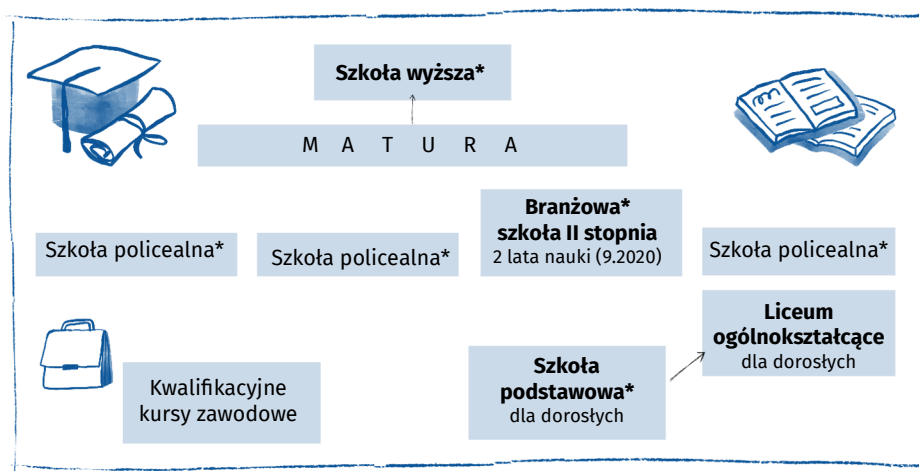 Szkoła wyższa*
M A T U R A
Szkoła policealna*
Szkoła policealna*
Branżowa*
szkoła II stopnia
2 lata nauki (9.2020)
Szkoła policealna*
Kwalifikacyjne
kursy zawodowe
Szkoła
podstawowa*
dla dorosłych
Liceum
ogólnokształcące
dla dorosłych